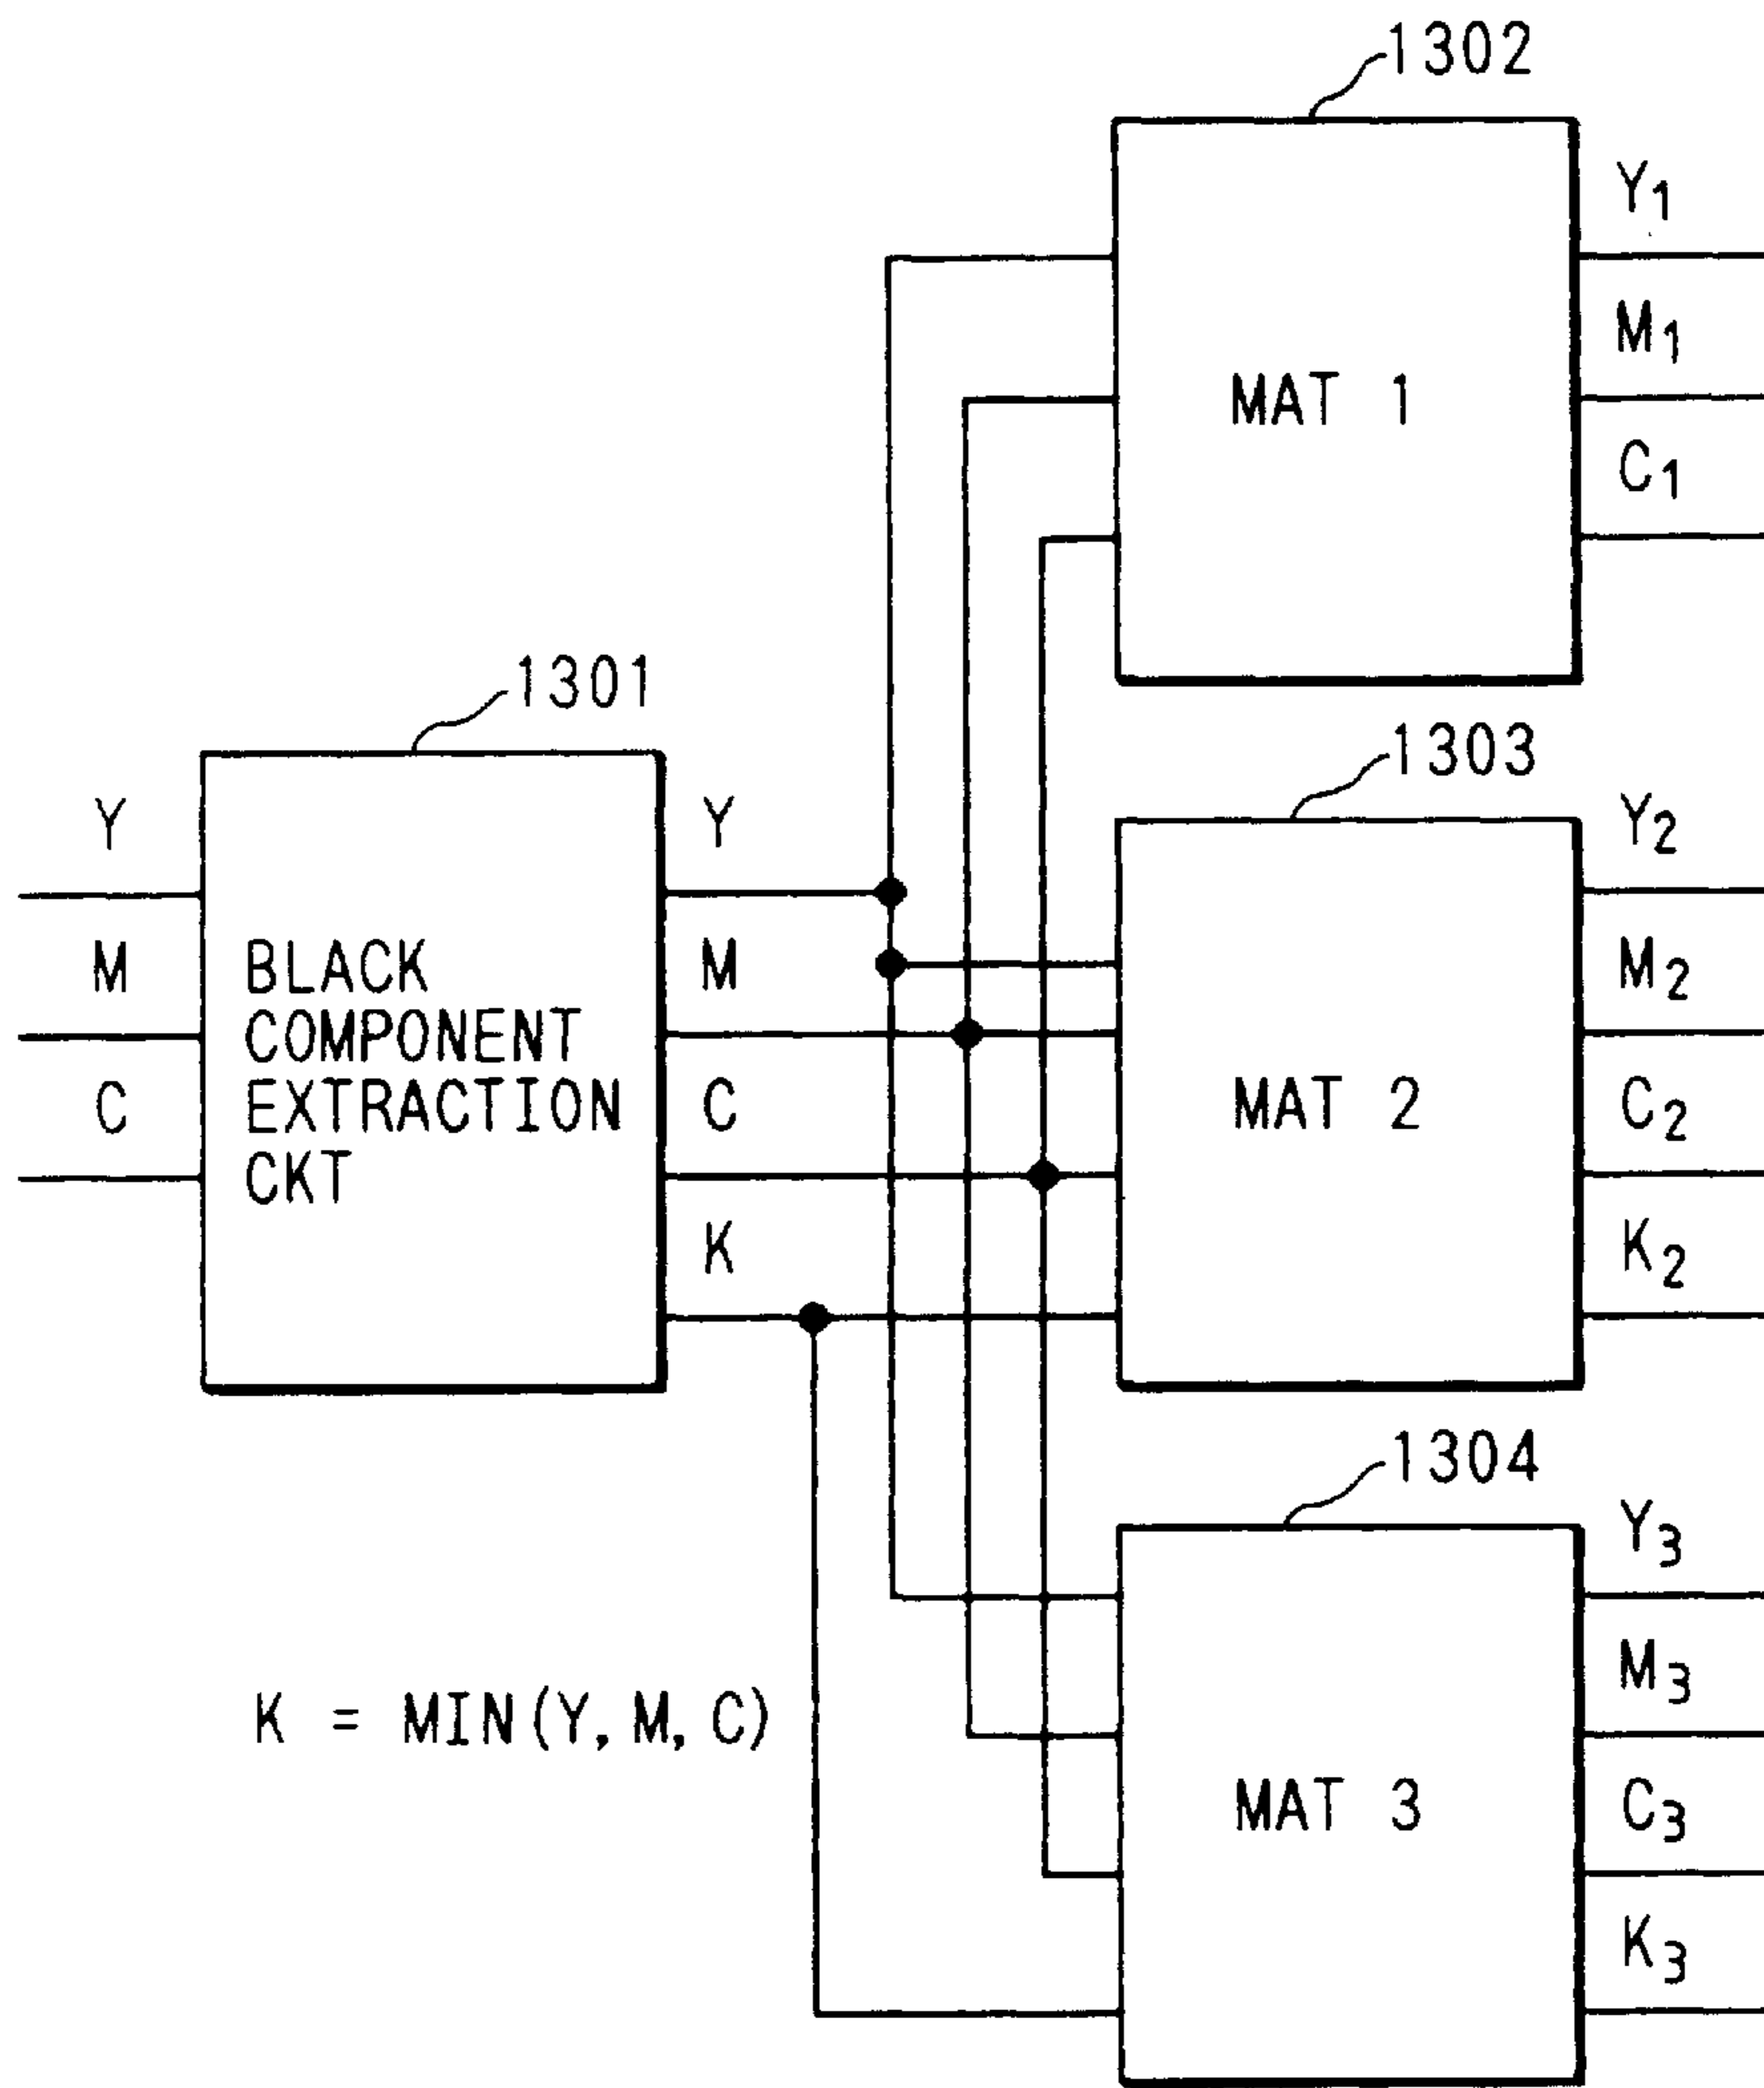 1302
Y1
M1
MAT 1
C1
1301
1303
Y
Y
Y2
M
BLACK
M
M2
COMPONENT
C
EXTRACTION
C
MAT 2
C2
CKT
K
K2
1304
Y3
M3
K = MIN(Y, M, C)
MAT 3
C3
K3